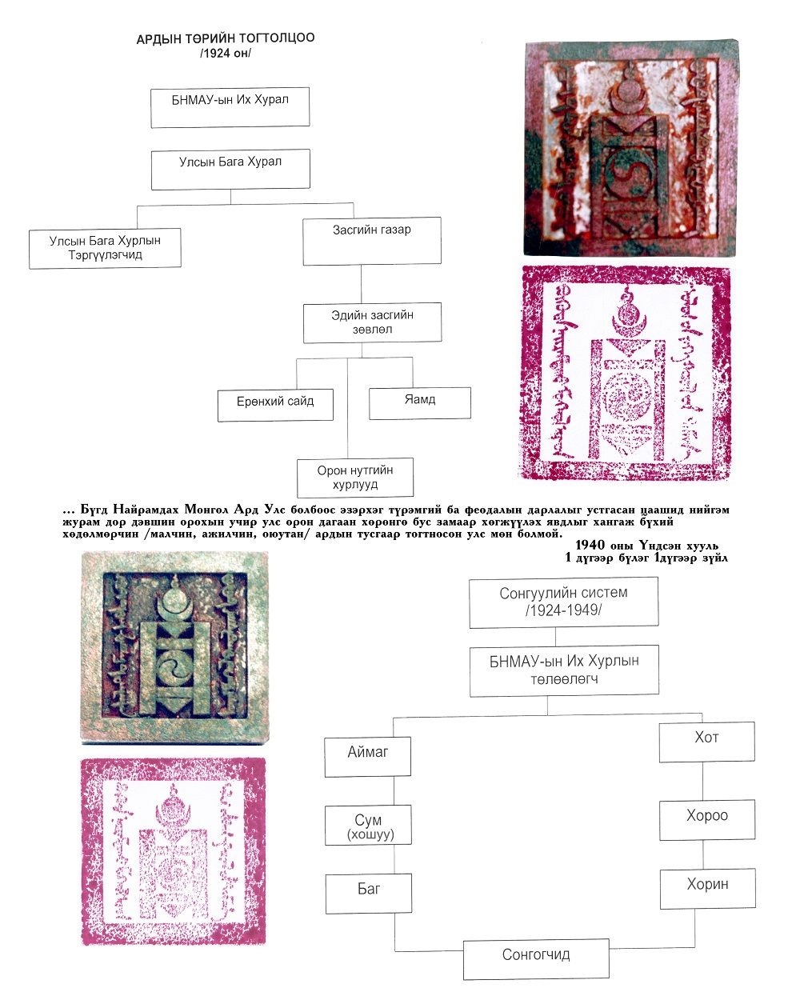 АРДЫН ТӨРИЙН ТОГТОЛЦОО
/1924 он/
БНМАУ-ын Их Хурал
Улсын Бага Хурал
Улсын Бага Хурлын
Тэргүүлэгчид
Засгийн газар
Эдийн засгийн
зөвлөл
Ерөнхий сайд
Яамд
Орон нутгийн
хурлууд
... Бүгд Найрамдах Монгол Ард Улс болбоос эзэрхэг түрэмгий ба феодалын дарлалыг устгасан цаашид нийгэм
журам дор дэвшин орохын учир улс орон дагаан хөрөнгө бус замаар хөгжүүлэх явдлыг хангаж бүхий
хөдөлмөрчин /малчин, ажилчин, оюутан/ ардын тусгаар тогтносон улс мөн болмой.
1940 оны Үндсэн хууль
1 дүгээр бүлэг 1дүгээр зүйл
Сонгуулийн систем
/1924-1949/
БНМАУ-ын Их Хурлын
төлөөлөгч
Аймаг
Сум
(хошуу)
Баг
Хот
Хороо
Хорин
Сонгогчид